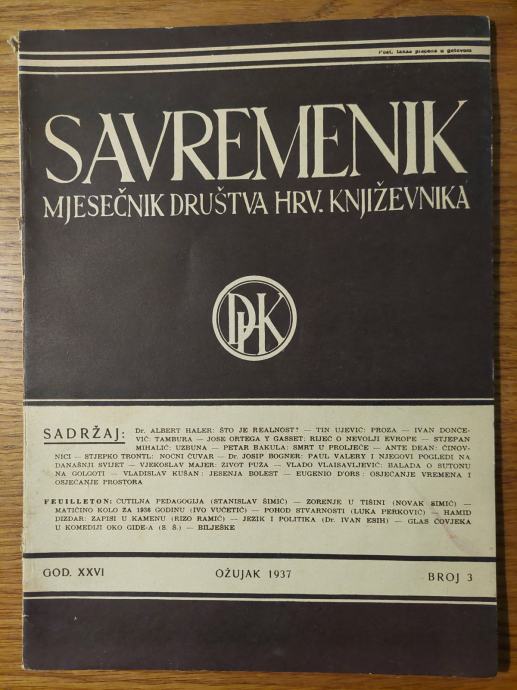 Pošt. taksa plaćena u gotovom
SAVREMENIK
MJESEČNIK DRUŠTVA HRV. KNJIŽEVNIKA
DHK
SADRŽAJ: Dr. ALBERT HALER: ŠTO JE REALNOST? — TIN UJEVIĆ: PROZA — IVAN DONČE-
VIĆ: TAMBURA — JOSE ORTEGA Y GASSET: RIJEČ O NEVOLJI EVROPE — STJEPAN
MIHALIĆ: UZBUNA — PETAR BAKULA: SMRT U PROLJEĆE — ANTE DEAN: ČINOV-
NICI — STJEPKO TRONTL: NOĆNI ČUVAR — Dr. JOSIP BOGNER: PAUL VALERY I NJEGOVI POGLEDI NA
DANAŠNJI SVIJET — VJEKOSLAV MAJER: ŽIVOT PUŽA — VLADO VLAISAVLJEVIĆ: BALADA O SUTONU
NA GOLGOTI — VLADISLAV KUŠAN: JESENJA BOLEST — EUGENIO D'ORS: OSJEĆANJE VREMENA I
OSJEĆANJE PROSTORA
FEUILLETON: ĆUTILNA PEDAGOGIJA (STANISLAV ŠIMIĆ) — ZORENJE U TIŠINI (NOVAK SIMIĆ) —
MATIČINO KOLO ZA 1936 GODINU (IVO VUČETIĆ) — POHOD STVARNOSTI (LUKA PERKOVIĆ) — HAMID
DIZDAR: ZAPISI U KAMENU (RIZO RAMIĆ) — JEZIK I POLITIKA (Dr. IVAN ESIH) — GLAS ČOVJEKA
U KOMEDIJI OKO GIDE-A (S. Š.) — BILJEŠKE
GOD. XXVI OŽUJAK 1937 BROJ 3